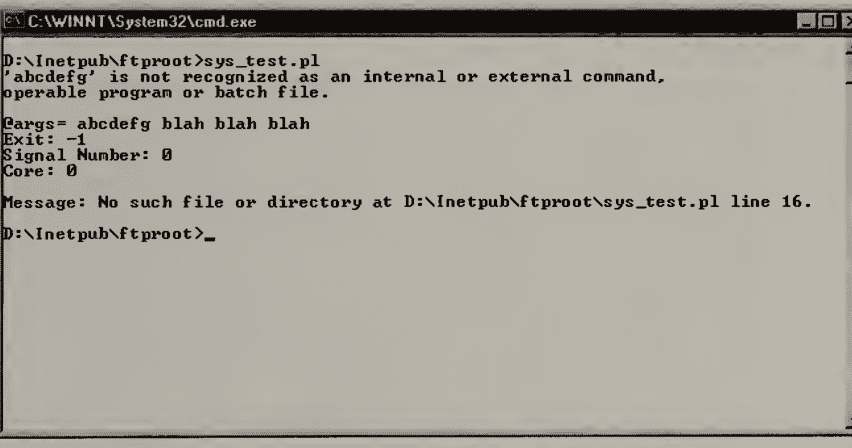 C:\WINNT\System32\cmd.exe
D:\Inetpub\ftproot>sys_test.pl
'abcdefg' is not recognized as an internal or external command,
operable program or batch file.
@args= abcdefg blah blah blah
Exit: -1
Signal Number: 0
Core: 0
Message: No such file or directory at D:\Inetpub\ftproot\sys_test.pl line 16.
D:\Inetpub\ftproot>_